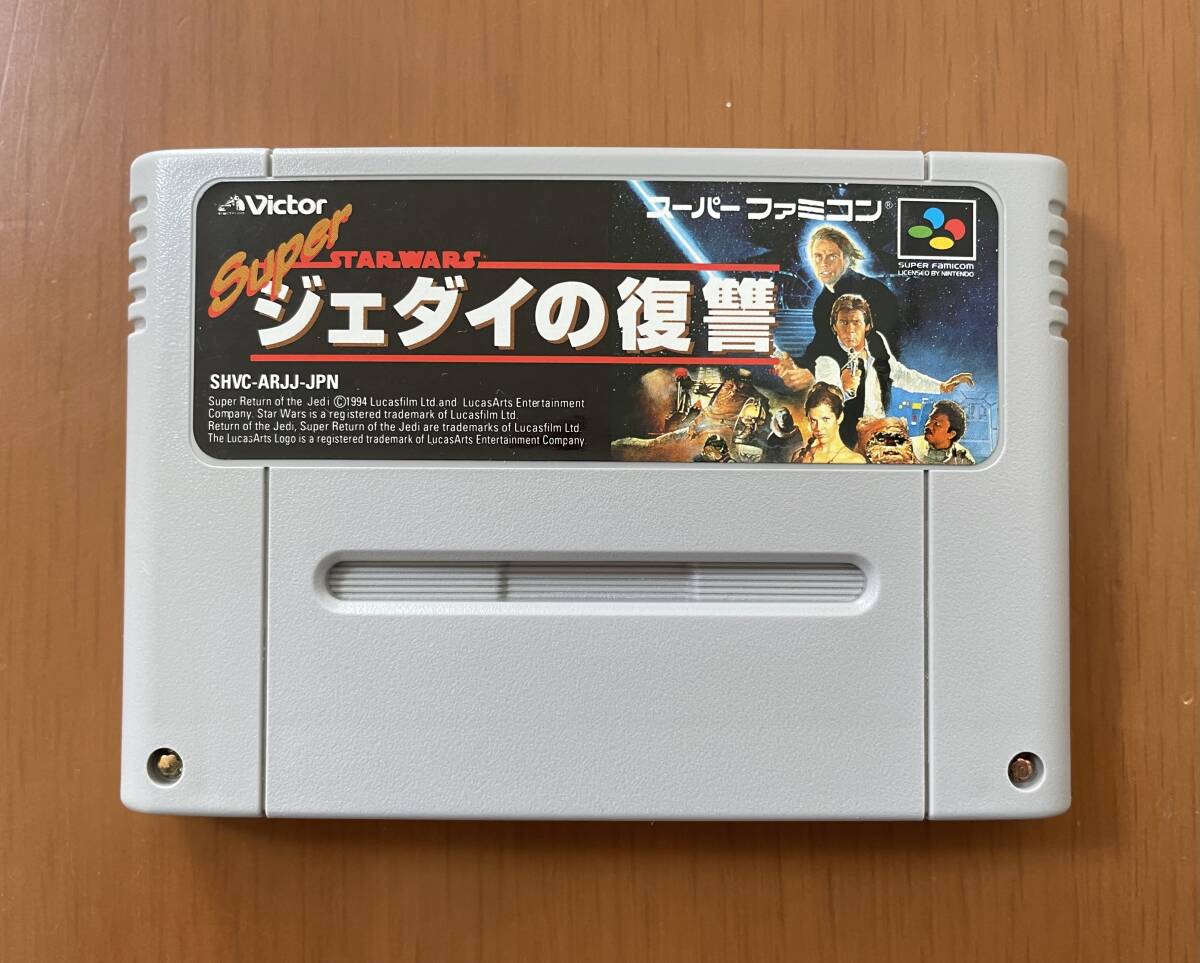 Victor
スーパーファミコン®
Super
STAR WARS
ジェダイの復讐
SUPER FAMICOM
LICENSED BY NINTENDO
SHVC-ARJJ-JPN
Super Return of the Jedi ©1994 Lucasfilm Ltd.and LucasArts Entertainment
Company. Star Wars is a registered trademark of Lucasfilm Ltd.
Return of the Jedi, Super Return of the Jedi are trademarks of Lucasfilm Ltd.
The LucasArts Logo is a registered trademark of LucasArts Entertainment Company.